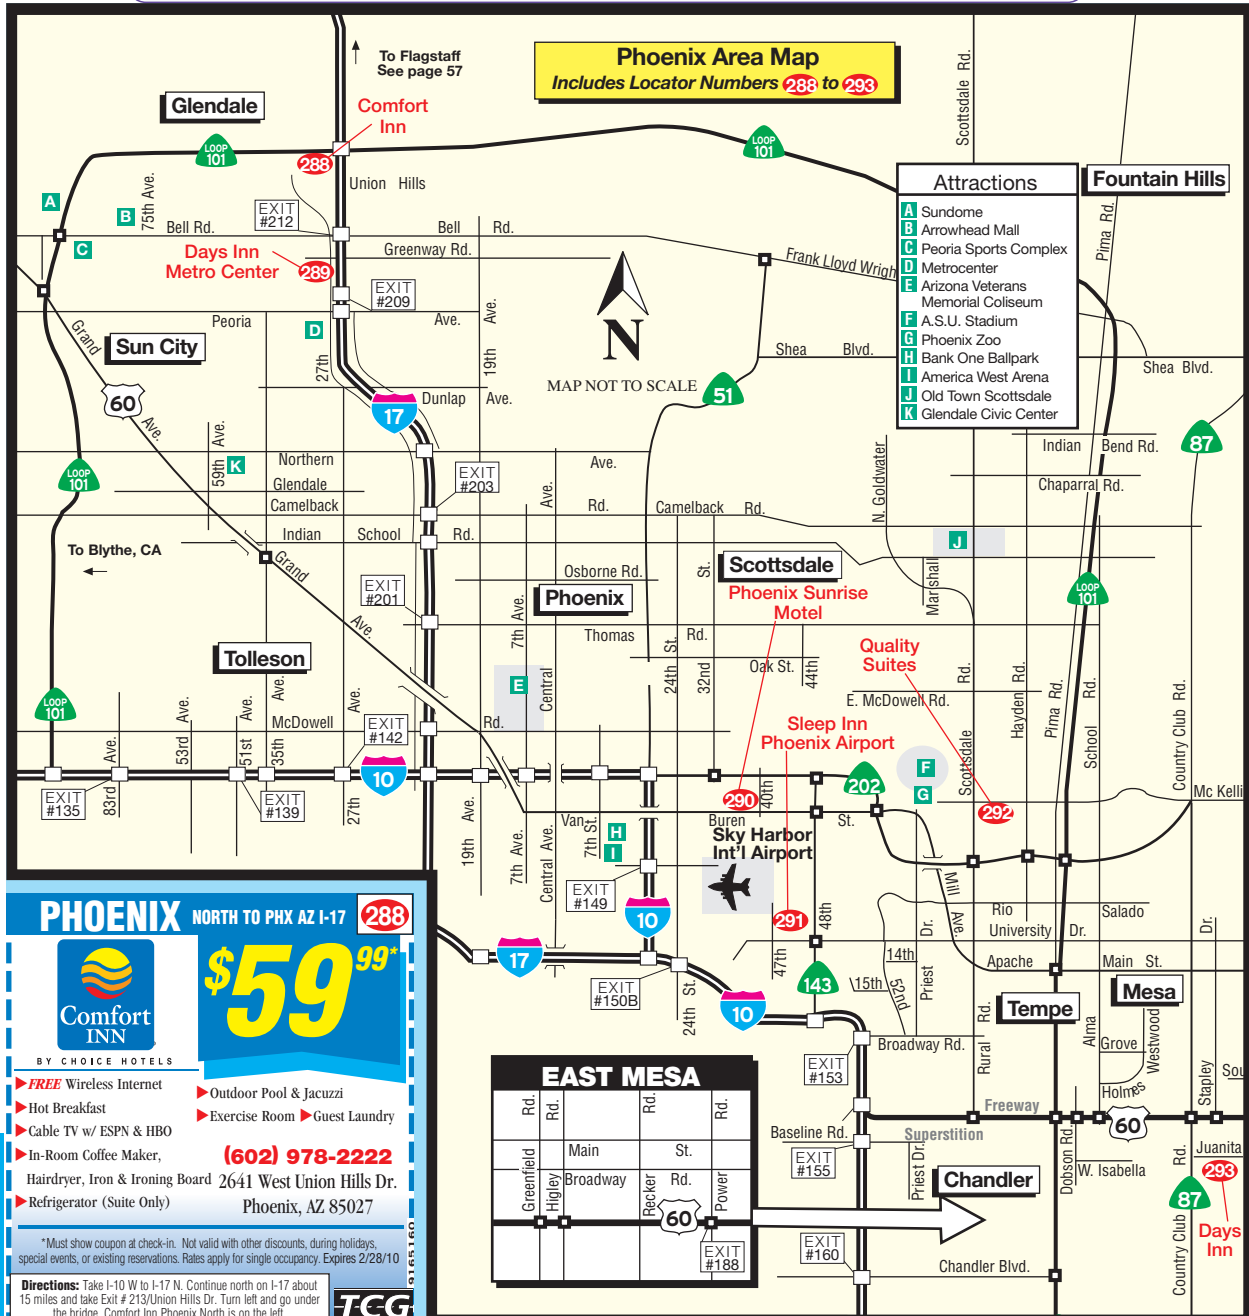 Phoenix Area Map
Includes Locator Numbers 288 to 293
To Flagstaff
See page 57
Glendale
Comfort
Inn
LOOP
101
LOOP
101
288
Union Hills
Scottsdale Rd.
Fountain Hills
Pima Rd.
Attractions
A Sundome
B Arrowhead Mall
C Peoria Sports Complex
D Metrocenter
E Arizona Veterans
Memorial Coliseum
F A.S.U. Stadium
G Phoenix Zoo
H Bank One Ballpark
I America West Arena
J Old Town Scottsdale
K Glendale Civic Center
A
B
C
75th Ave.
EXIT
#212
Bell Rd.
Bell Rd.
Greenway Rd.
Days Inn
Metro Center
289
Frank Lloyd Wrigh
EXIT
#209
N
MAP NOT TO SCALE
Peoria
Ave.
D
27th
19th Ave.
Sun City
Grand
60
Ave.
Shea Blvd.
Shea Blvd.
51
Dunlap Ave.
17
87
LOOP
101
59th Ave.
K
Northern
Ave.
Glendale
Camelback
Rd.
Camelback Rd.
EXIT
#203
Ave.
N. Goldwater
Indian Bend Rd.
Chaparral Rd.
Indian School Rd.
To Blythe, CA
Grand
Ave.
J
Osborne Rd.
St.
Scottsdale
Phoenix Sunrise
Motel
Marshall
LOOP
101
EXIT
#201
Phoenix
7th Ave.
Thomas
Rd.
Tolleson
Oak St.
24th St.
32nd
44th
Quality
Suites
Rd.
E. McDowell Rd.
Hayden Rd.
Pima Rd.
School Rd.
Country Club Rd.
LOOP
101
E
Central
McDowell
Rd.
Ave.
53rd Ave.
51st Ave.
35th Ave.
Ave.
EXIT
#142
Sleep Inn
Phoenix Airport
EXIT
#135
83rd
EXIT
#139
27th
10
290
40th
202
F
G
Scottsdale
292
Mc Kelli
Van
Buren
St.
Sky Harbor
Int'l Airport
H
I
7th St.
19th Ave.
7th Ave.
Central Ave.
EXIT
#149
10
291
48th
47th
Mill
Ave.
Rio
Salado
University Dr.
Dr.
Priest Dr.
14th
15th
52nd
Apache
Main St.
17
EXIT
#150B
24th St.
10
143
Tempe
Mesa
Rural Rd.
Alma
Grove
Westwood
Holmes
Stapley
Dr.
Sou
Broadway Rd.
EXIT
#153
Freeway
Superstition
60
Baseline Rd.
EXIT
#155
Priest Dr.
Chandler
Dobson Rd.
W. Isabella
Country Club Rd.
Juanita
293
87
Days
Inn
EXIT
#160
Chandler Blvd.
EAST MESA
Greenfield Rd.
Higley Rd.
Recker Rd.
Power Rd.
Main St.
Broadway Rd.
60
EXIT
#188
PHOENIX NORTH TO PHX AZ I-17 288
$59 99*
Comfort
INN
BY CHOICE HOTELS
FREE Wireless Internet
Hot Breakfast
Cable TV w/ ESPN & HBO
In-Room Coffee Maker,
Hairdryer, Iron & Ironing Board
Refrigerator (Suite Only)
Outdoor Pool & Jacuzzi
Exercise Room Guest Laundry
(602) 978-2222
2641 West Union Hills Dr.
Phoenix, AZ 85027
*Must show coupon at check-in. Not valid with other discounts, during holidays,
special events, or existing reservations. Rates apply for single occupancy. Expires 2/28/10
9165160
Directions: Take I-10 W to I-17 N. Continue north on I-17 about
15 miles and take Exit # 213/Union Hills Dr. Turn left and go under
the bridge. Comfort Inn Phoenix North is on the left.
TCG